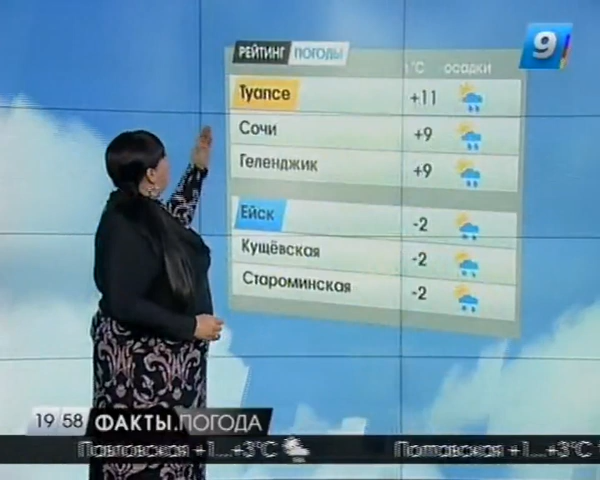 9
РЕЙТИНГ ПОГОДЫ
°C осадки
Туапсе +11
Сочи +9
Геленджик +9
Ейск -2
Кущёвская -2
Староминская -2
19 58 ФАКТЫ.ПОГОДА
Павловская +1...+3°C Полтавская +1...+3°C